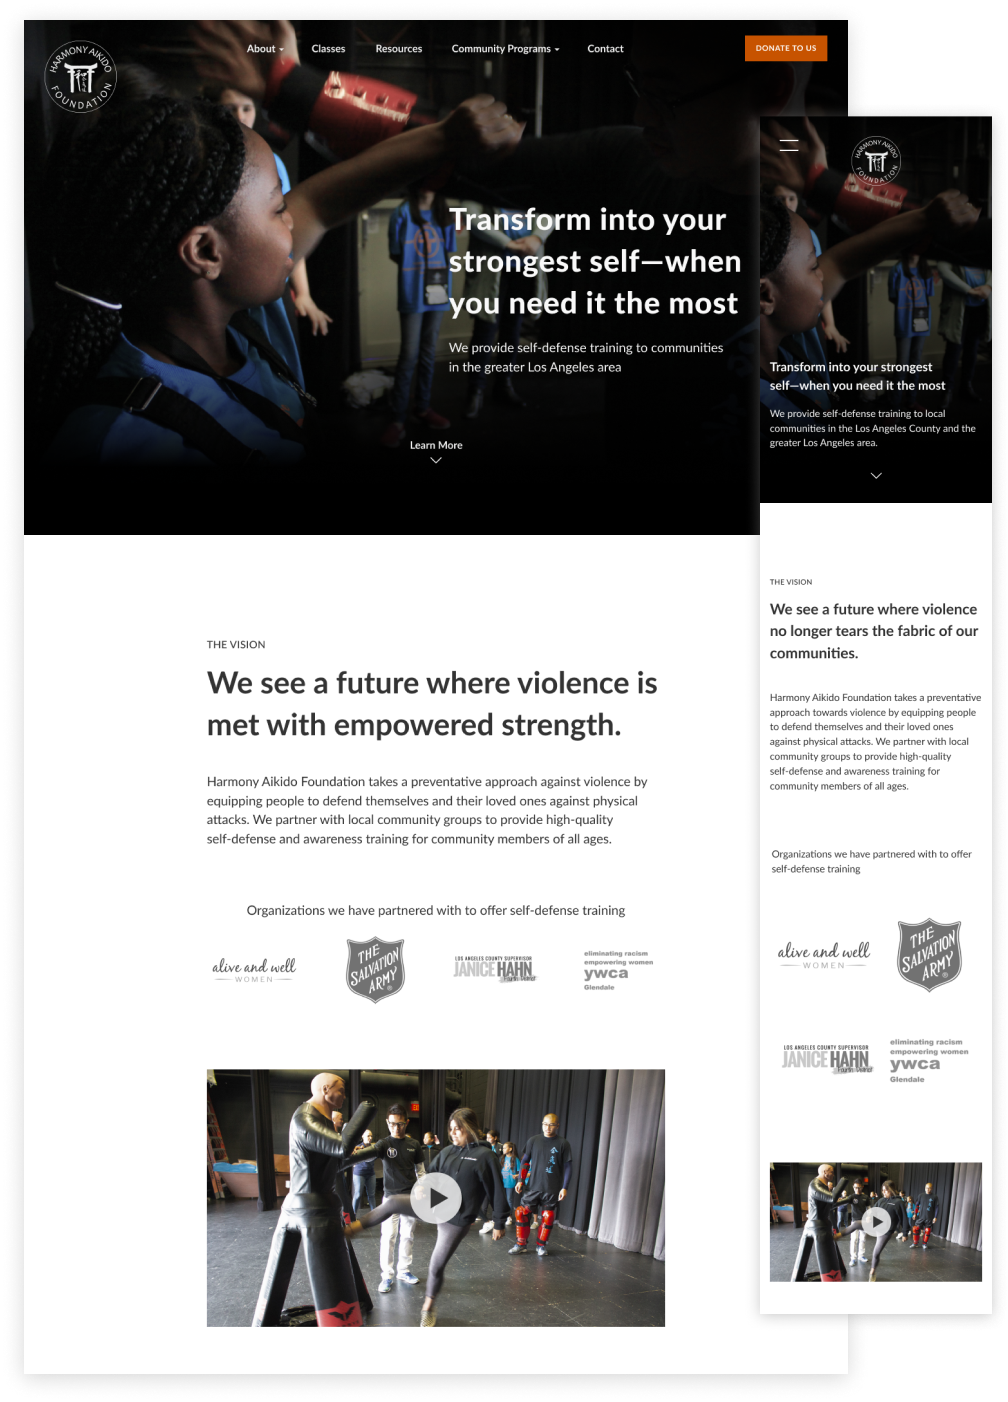 HARMONY AIKIDO
FOUNDATION
About
Classes
Resources
Community Programs
Contact
DONATE TO US
Transform into your
strongest self—when
you need it the most
We provide self-defense training to communities
in the greater Los Angeles area
Learn More
THE VISION
We see a future where violence is
met with empowered strength.
Harmony Aikido Foundation takes a preventative approach against violence by
equipping people to defend themselves and their loved ones against physical
attacks. We partner with local community groups to provide high-quality
self-defense and awareness training for community members of all ages.
Organizations we have partnered with to offer self-defense training
alive and well
WOMEN
THE
SALVATION
ARMY
LOS ANGELES COUNTY SUPERVISOR
JANICE HAHN
Fourth District
eliminating racism
empowering women
ywca
Glendale
HARMONY AIKIDO
FOUNDATION
Transform into your strongest
self—when you need it the most
We provide self-defense training to local
communities in the Los Angeles County and the
greater Los Angeles area.
THE VISION
We see a future where violence
no longer tears the fabric of our
communities.
Harmony Aikido Foundation takes a preventative
approach towards violence by equipping people
to defend themselves and their loved ones
against physical attacks. We partner with local
community groups to provide high-quality
self-defense and awareness training for
community members of all ages.
Organizations we have partnered with to offer
self-defense training
alive and well
WOMEN
THE
SALVATION
ARMY
LOS ANGELES COUNTY SUPERVISOR
JANICE HAHN
Fourth District
eliminating racism
empowering women
ywca
Glendale